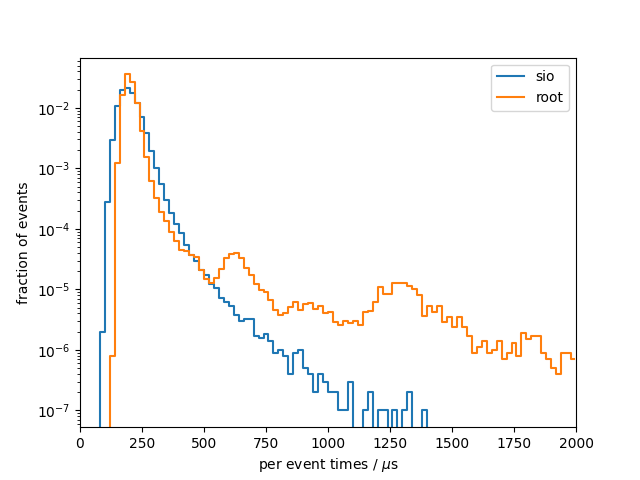 sio
root
10⁻²
10⁻³
10⁻⁴
10⁻⁵
10⁻⁶
10⁻⁷
fraction of events
0 250 500 750 1000 1250 1500 1750 2000
per event times / μs